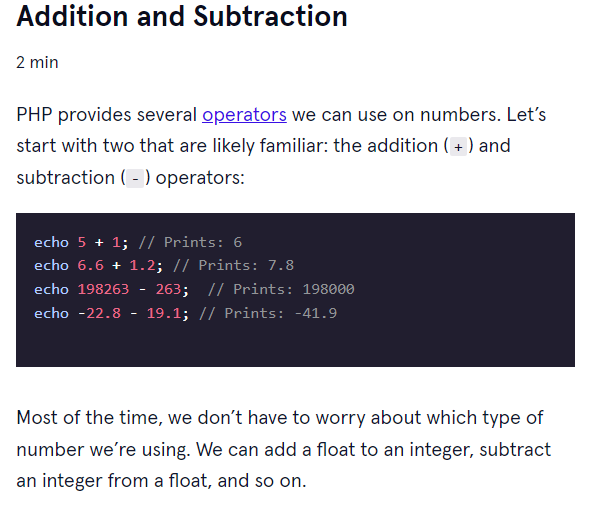 Addition and Subtraction
2 min
PHP provides several operators we can use on numbers. Let’s
start with two that are likely familiar: the addition ( + ) and
subtraction ( - ) operators:
echo 5 + 1; // Prints: 6
echo 6.6 + 1.2; // Prints: 7.8
echo 198263 - 263;  // Prints: 198000
echo -22.8 - 19.1; // Prints: -41.9
Most of the time, we don’t have to worry about which type of
number we’re using. We can add a float to an integer, subtract
an integer from a float, and so on.